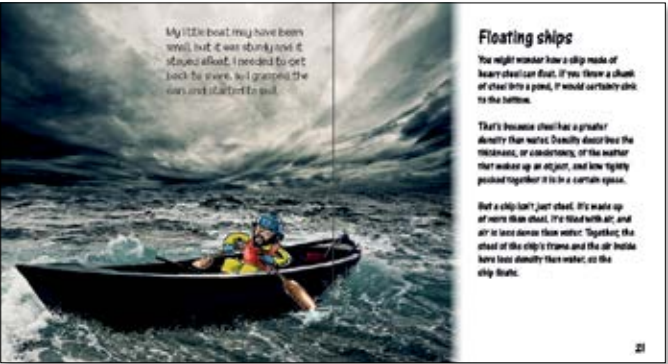 My little boat may have been
small, but it was sturdy and it
stayed afloat. I needed to get
back to shore, so I grabbed the
oars and started to pull.
Floating ships
You might wonder how a ship made of
heavy steel can float. If you threw a chunk
of steel into a pond, it would certainly sink
to the bottom.
That's because steel has a greater
density than water. Density describes the
thickness, or consistency, of the matter
that makes up an object, and how tightly
packed together it is in a certain space.
But a ship isn't just steel. It's made up
of more than steel. It's filled with air, and
air is less dense than water. Together, the
steel of the ship's frame and the air inside
have less density than water, so the
ship floats.
21